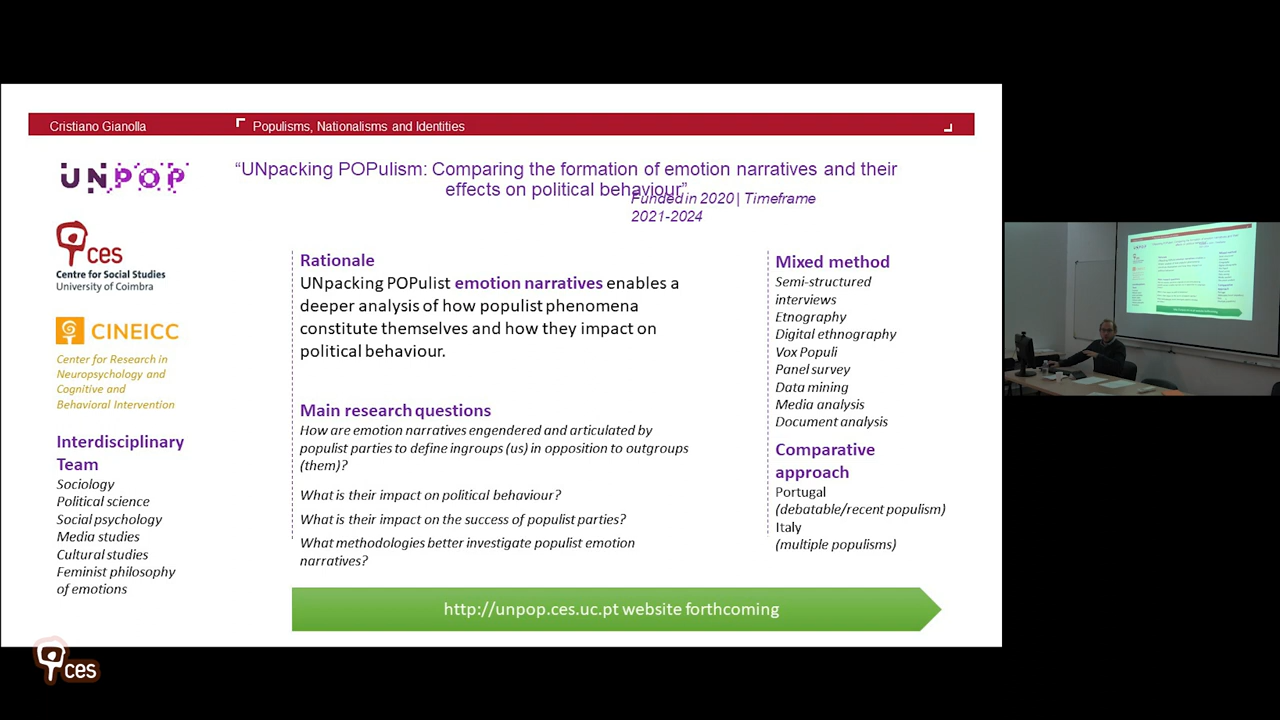 Cristiano Gianolla
Populisms, Nationalisms and Identities
UNPOP
“UNpacking POPulism: Comparing the formation of emotion narratives and their
effects on political behaviour”
Funded in 2020 | Timeframe
2021-2024
ces
Centre for Social Studies
University of Coimbra
CINEICC
Center for Research in
Neuropsychology and
Cognitive and
Behavioral Intervention
Interdisciplinary
Team
Sociology
Political science
Social psychology
Media studies
Cultural studies
Feminist philosophy
of emotions
Rationale
UNpacking POPulist emotion narratives enables a
deeper analysis of how populist phenomena
constitute themselves and how they impact on
political behaviour.
Main research questions
How are emotion narratives engendered and articulated by
populist parties to define ingroups (us) in opposition to outgroups
(them)?
What is their impact on political behaviour?
What is their impact on the success of populist parties?
What methodologies better investigate populist emotion
narratives?
Mixed method
Semi-structured
interviews
Etnography
Digital ethnography
Vox Populi
Panel survey
Data mining
Media analysis
Document analysis
Comparative
approach
Portugal
(debatable/recent populism)
Italy
(multiple populisms)
http://unpop.ces.uc.pt website forthcoming
ces